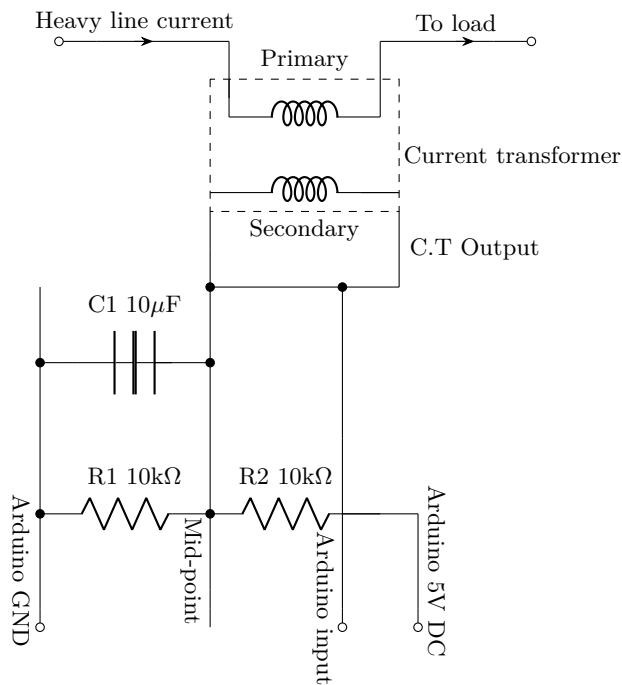 Heavy line current
To load
Primary
Current transformer
Secondary
C.T Output
C1 10μF
R1 10kΩ
R2 10kΩ
Arduino GND
Mid-point
Arduino input
Arduino 5V DC